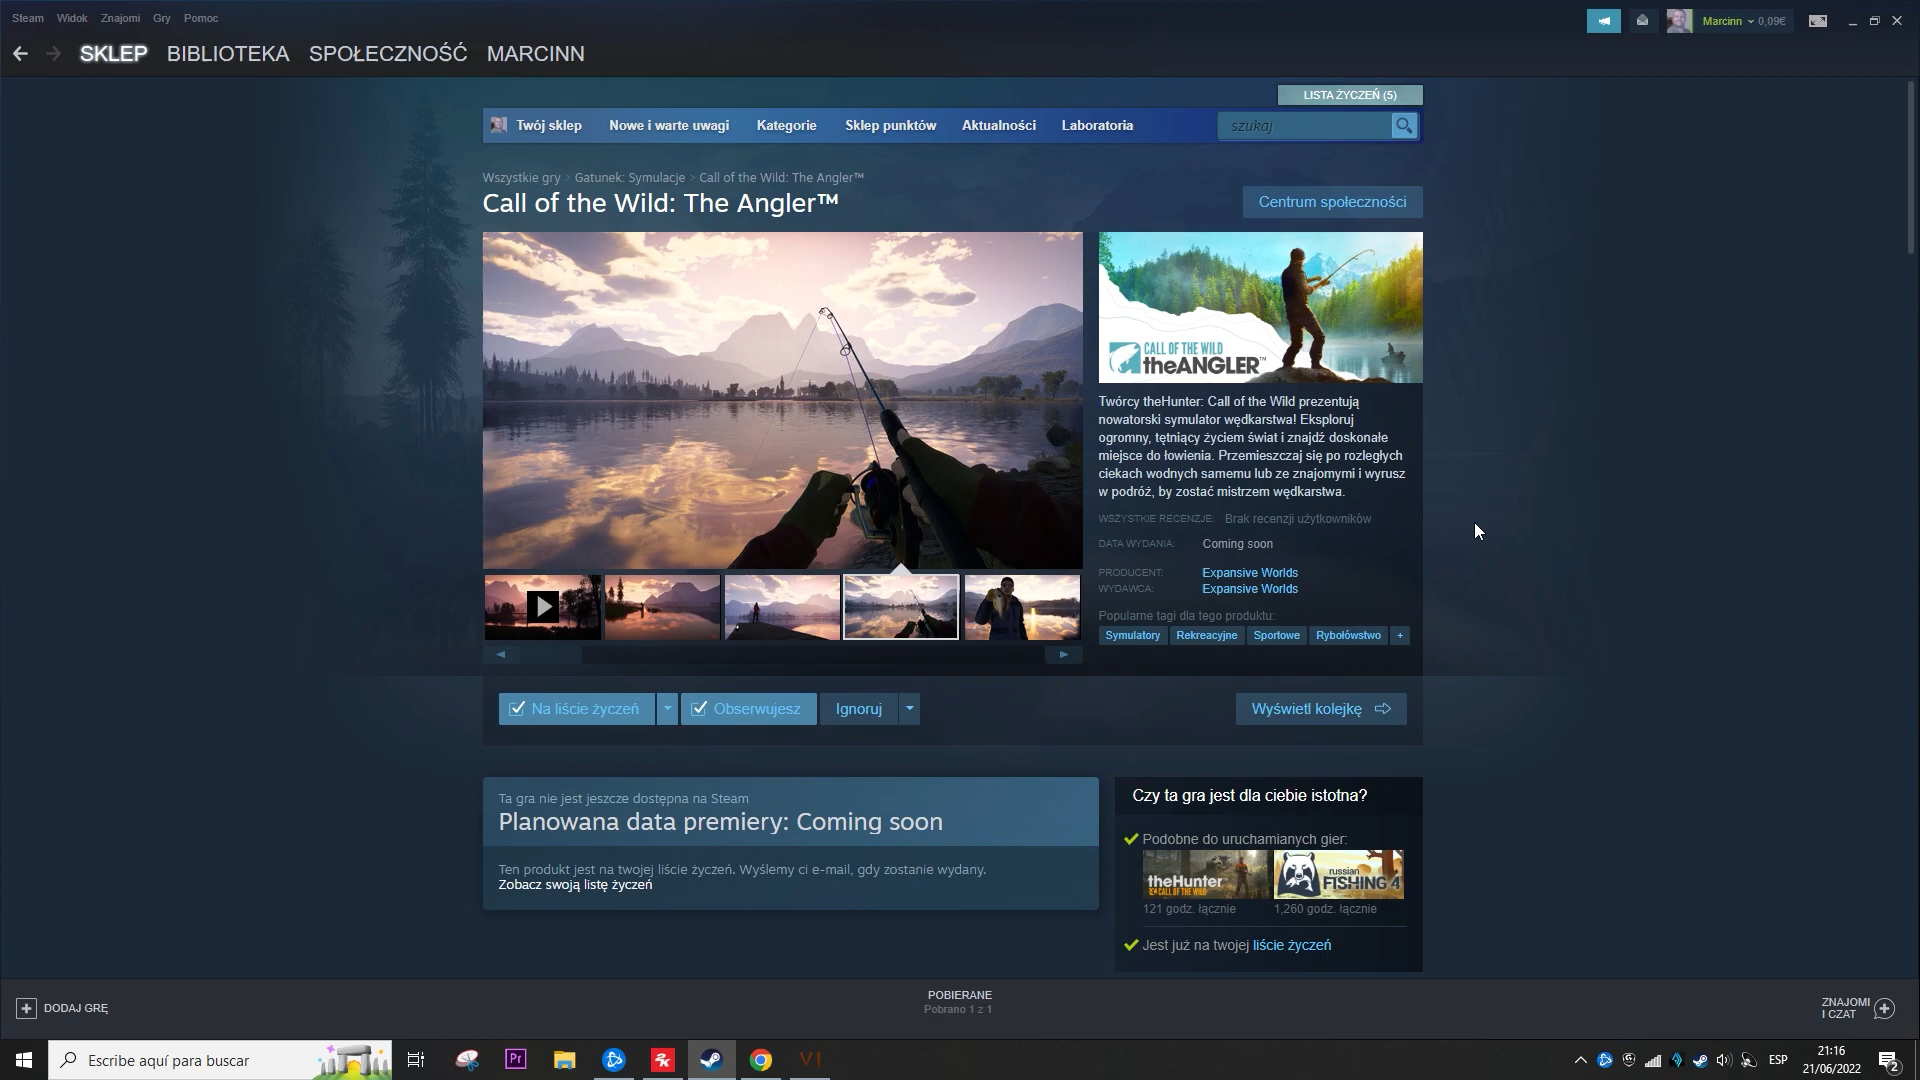 Steam Widok Znajomi Gry Pomoc
Marcinn 0,09€
SKLEP BIBLIOTEKA SPOŁECZNOŚĆ MARCINN
LISTA ŻYCZEŃ (5)
Twój sklep Nowe i warte uwagi Kategorie Sklep punktów Aktualności Laboratoria szukaj
Wszystkie gry > Gatunek: Symulacje > Call of the Wild: The Angler™
Call of the Wild: The Angler™
Centrum społeczności
CALL OF THE WILD
theANGLER™
Twórcy theHunter: Call of the Wild prezentują
nowatorski symulator wędkarstwa! Eksploruj
ogromny, tętniący życiem świat i znajdź doskonałe
miejsce do łowienia. Przemieszczaj się po rozległych
ciekach wodnych samemu lub ze znajomymi i wyrusz
w podróż, by zostać mistrzem wędkarstwa.
WSZYSTKIE RECENZJE: Brak recenzji użytkowników
DATA WYDANIA: Coming soon
PRODUCENT: Expansive Worlds
WYDAWCA: Expansive Worlds
Popularne tagi dla tego produktu:
Symulatory Rekreacyjne Sportowe Rybołówstwo +
Na liście życzeń Obserwujesz Ignoruj Wyświetl kolejkę
Ta gra nie jest jeszcze dostępna na Steam
Planowana data premiery: Coming soon
Ten produkt jest na twojej liście życzeń. Wyślemy ci e-mail, gdy zostanie wydany.
Zobacz swoją listę życzeń
Czy ta gra jest dla ciebie istotna?
Podobne do uruchamianych gier:
theHunter
CALL OF THE WILD
russian
FISHING 4
121 godz. łącznie 1,260 godz. łącznie
Jest już na twojej liście życzeń
DODAJ GRĘ
POBIERANE
Pobrano 1 z 1
ZNAJOMI
I CZAT
Escribe aquí para buscar
Pr
2K
V1
ESP
21:16
21/06/2022
2